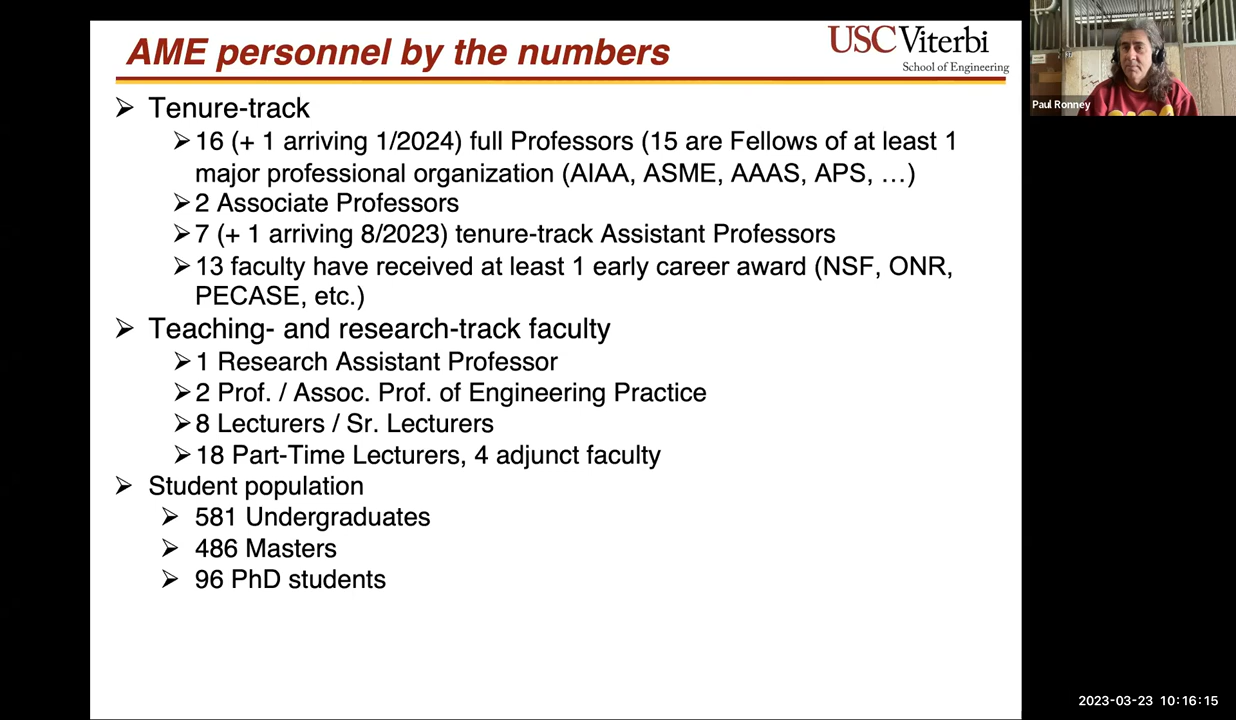 AME personnel by the numbers
USC Viterbi
School of Engineering
➢ Tenure-track
➢ 16 (+ 1 arriving 1/2024) full Professors (15 are Fellows of at least 1
major professional organization (AIAA, ASME, AAAS, APS, …)
➢ 2 Associate Professors
➢ 7 (+ 1 arriving 8/2023) tenure-track Assistant Professors
➢ 13 faculty have received at least 1 early career award (NSF, ONR,
PECASE, etc.)
➢ Teaching- and research-track faculty
➢ 1 Research Assistant Professor
➢ 2 Prof. / Assoc. Prof. of Engineering Practice
➢ 8 Lecturers / Sr. Lecturers
➢ 18 Part-Time Lecturers, 4 adjunct faculty
➢ Student population
➢ 581 Undergraduates
➢ 486 Masters
➢ 96 PhD students
Paul Ronney
2023-03-23 10:16:15